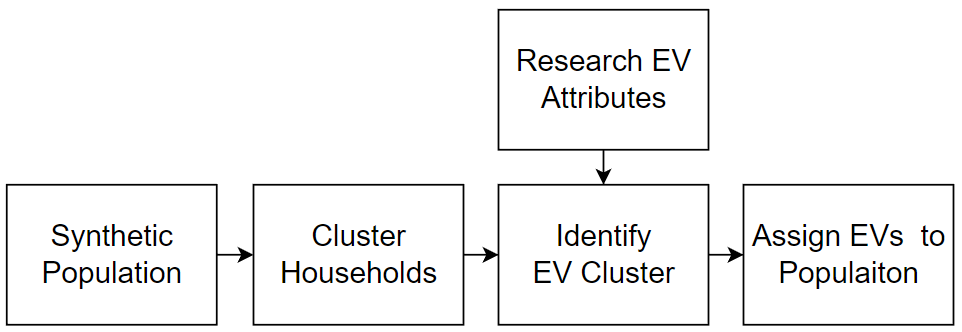 Research EV
Attributes
Synthetic
Population
Cluster
Households
Identify
EV Cluster
Assign EVs  to
Populaiton